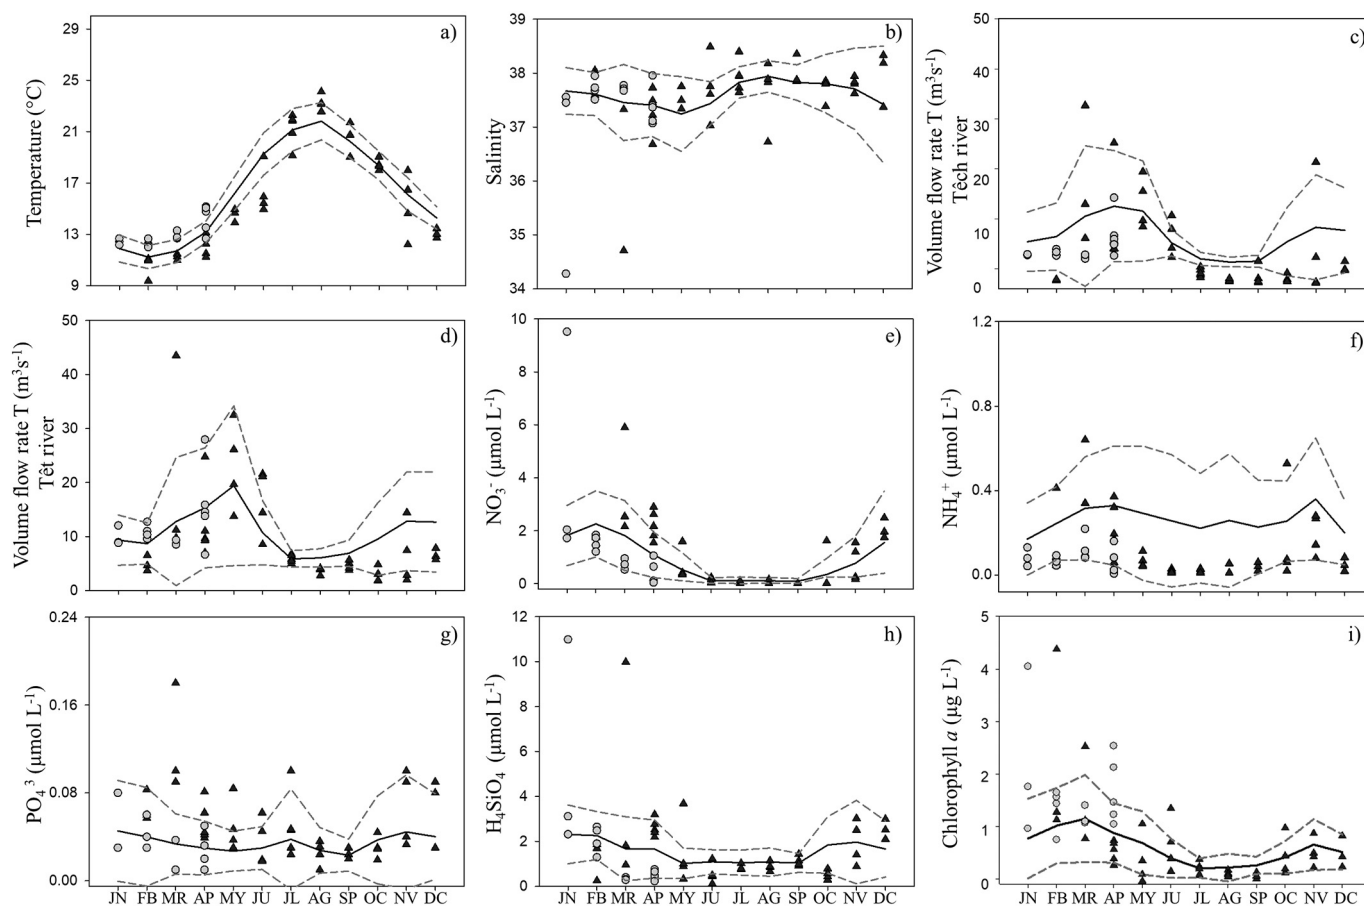 a)
29
25
21
17
13
9
Temperature (°C)
b)
39
38
37
36
35
34
Salinity
c)
50
40
30
20
10
0
Volume flow rate T (m³s⁻¹)
Têch river
d)
50
40
30
20
10
0
Volume flow rate T (m³s⁻¹)
Têt river
e)
10
8
6
4
2
0
NO₃⁻ (µmol L⁻¹)
f)
1.2
0.8
0.4
0.0
NH₄⁺ (µmol L⁻¹)
g)
0.24
0.16
0.08
0.00
PO₄³ (µmol L⁻¹)
JN FB MR AP MY JU JL AG SP OC NV DC
h)
12
10
8
6
4
2
0
H₄SiO₄ (µmol L⁻¹)
JN FB MR AP MY JU JL AG SP OC NV DC
i)
5
4
3
2
1
0
Chlorophyll a (µg L⁻¹)
JN FB MR AP MY JU JL AG SP OC NV DC